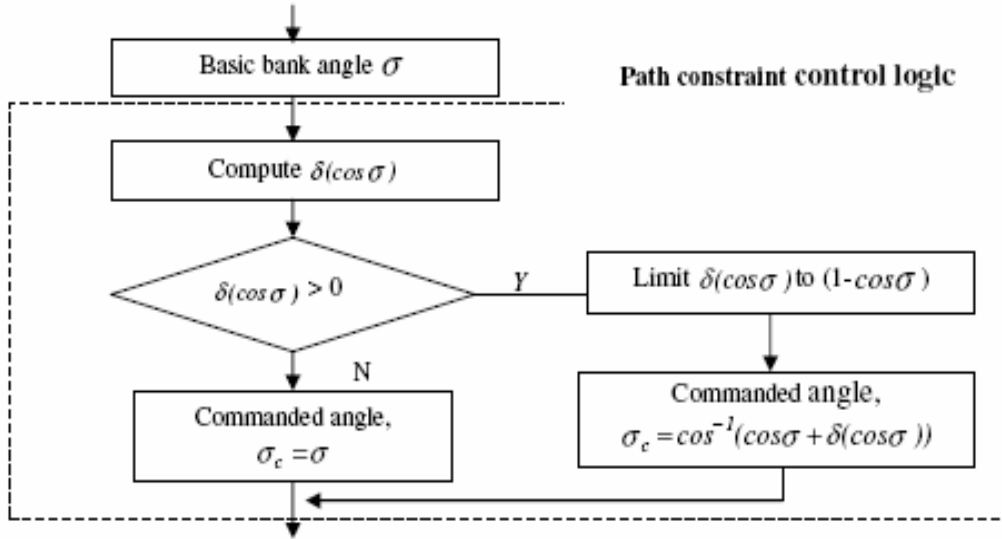 Basic bank angle σ
Path constraint control logic
Compute δ(cosσ)
δ(cosσ) > 0
Y
Limit δ(cosσ) to (1-cosσ)
N
Commanded angle,
σc =σ
Commanded angle,
σc =cos⁻¹(cosσ + δ(cosσ))